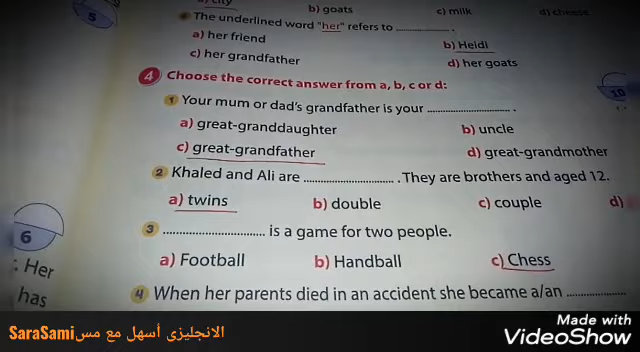 a) city b) goats c) milk d) cheese
The underlined word "her" refers to ........... .
a) her friend b) Heidi
c) her grandfather d) her goats
4 Choose the correct answer from a, b, c or d:
1 Your mum or dad's grandfather is your ........... .
a) great-granddaughter b) uncle
c) great-grandfather d) great-grandmother
2 Khaled and Ali are ........... . They are brothers and aged 12.
a) twins b) double c) couple d)
3 ........... is a game for two people.
a) Football b) Handball c) Chess
4 When her parents died in an accident she became a/an ...........
5
10
6
: Her
has
الانجليزى أسهل مع مس SaraSami
Made with
VideoShow